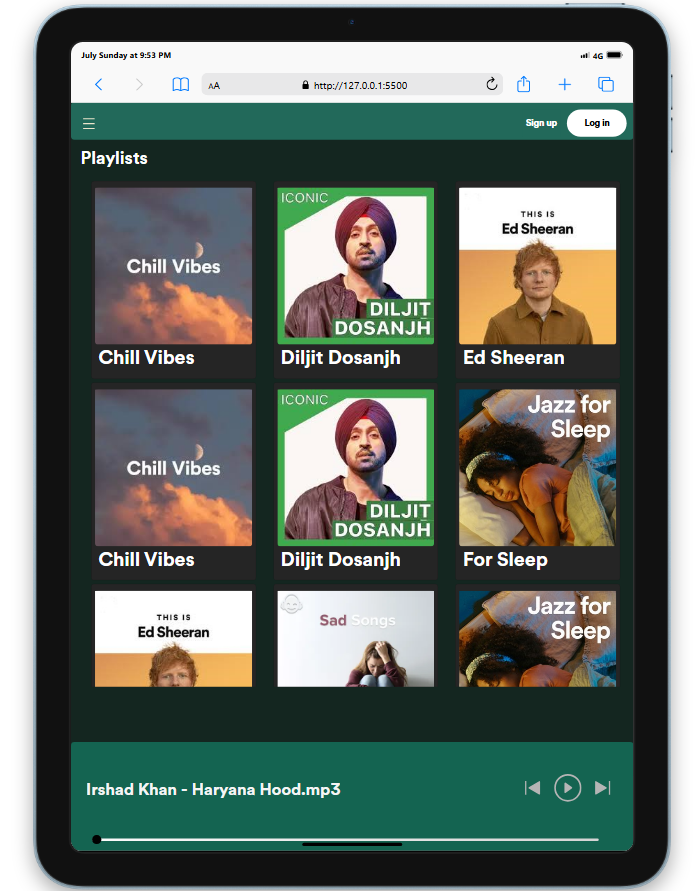 July Sunday at 9:53 PM
4G
AA
http://127.0.0.1:5500
Sign up
Log in
Playlists
Chill Vibes
Chill Vibes
ICONIC
DILJIT
DOSANJH
Diljit Dosanjh
THIS IS
Ed Sheeran
Ed Sheeran
Chill Vibes
Chill Vibes
ICONIC
DILJIT
DOSANJH
Diljit Dosanjh
Jazz for
Sleep
For Sleep
THIS IS
Ed Sheeran
Sad Songs
Jazz for
Sleep
Irshad Khan - Haryana Hood.mp3